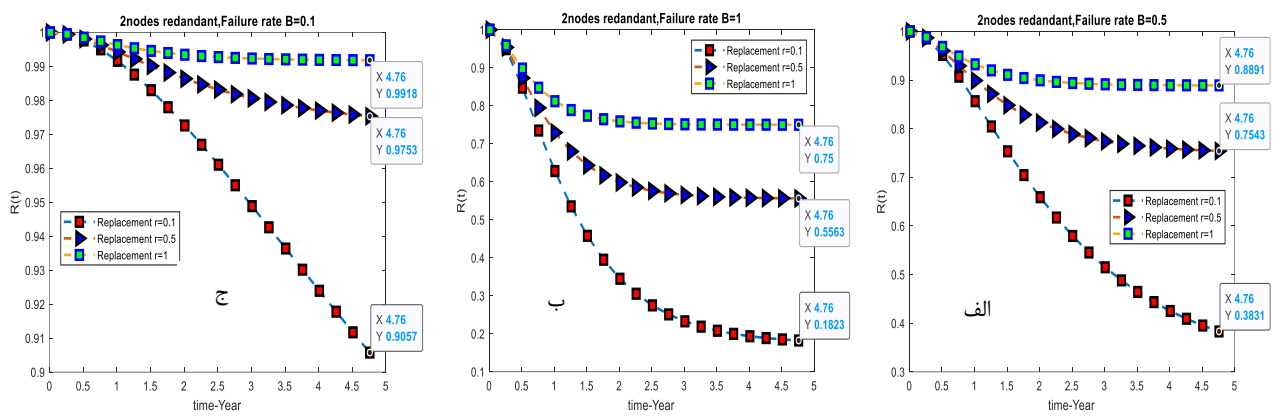 2nodes redandant,Failure rate B=0.1
1
0.99
0.98
0.97
0.96
0.95
0.94
0.93
0.92
0.91
0.9
R(t)
X 4.76
Y 0.9918
X 4.76
Y 0.9753
Replacement r=0.1
Replacement r=0.5
Replacement r=1
ج
X 4.76
Y 0.9057
0 0.5 1 1.5 2 2.5 3 3.5 4 4.5 5
time-Year
2nodes redandant,Failure rate B=1
1
0.9
0.8
0.7
0.6
0.5
0.4
0.3
0.2
0.1
R(t)
Replacement r=0.1
Replacement r=0.5
Replacement r=1
X 4.76
Y 0.75
X 4.76
Y 0.5563
ب
X 4.76
Y 0.1823
0 0.5 1 1.5 2 2.5 3 3.5 4 4.5 5
time-Year
2nodes redandant,Failure rate B=0.5
1
0.9
0.8
0.7
0.6
0.5
0.4
0.3
R(t)
X 4.76
Y 0.8891
X 4.76
Y 0.7543
Replacement r=0.1
Replacement r=0.5
Replacement r=1
الف
X 4.76
Y 0.3831
0 0.5 1 1.5 2 2.5 3 3.5 4 4.5 5
time-Year